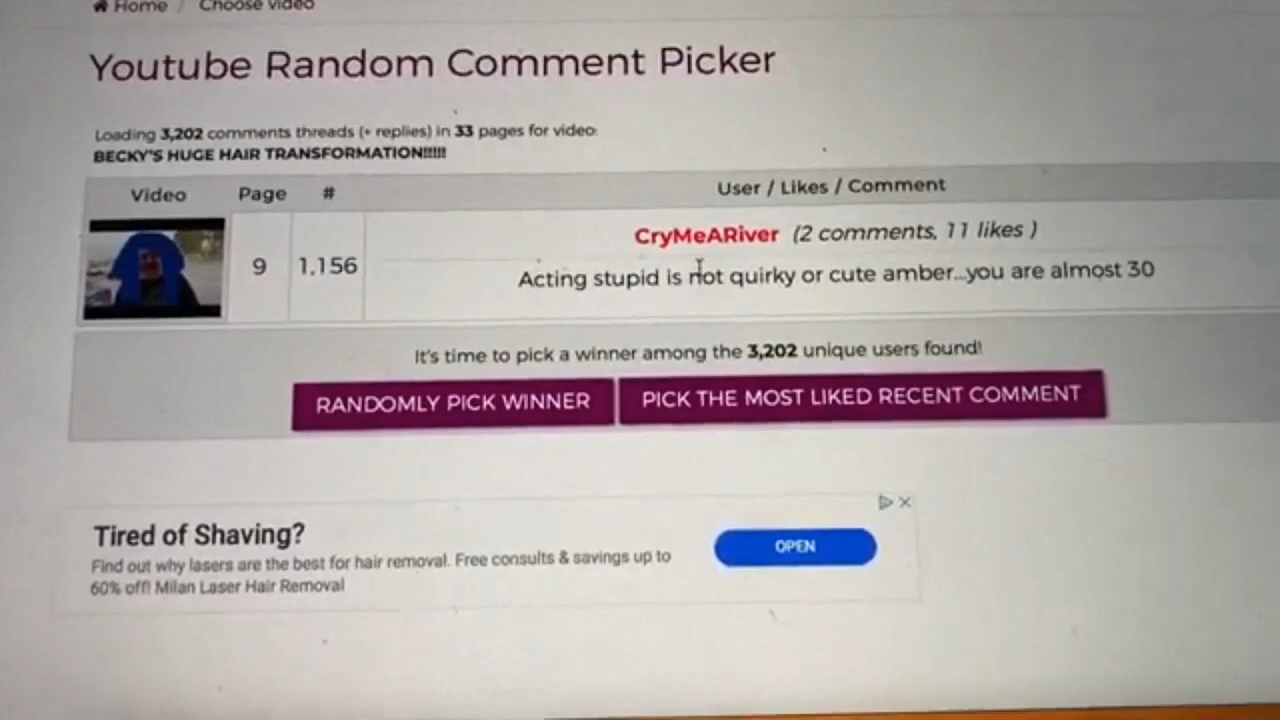 Home / Choose video
Youtube Random Comment Picker
Loading 3,202 comments threads (+ replies) in 33 pages for video:
BECKY'S HUGE HAIR TRANSFORMATION!!!!!
Video Page # User / Likes / Comment
CryMeARiver (2 comments, 11 likes )
9 1,156
Acting stupid is not quirky or cute amber...you are almost 30
It's time to pick a winner among the 3,202 unique users found!
RANDOMLY PICK WINNER PICK THE MOST LIKED RECENT COMMENT
Tired of Shaving?
Find out why lasers are the best for hair removal. Free consults & savings up to
60% off! Milan Laser Hair Removal
OPEN